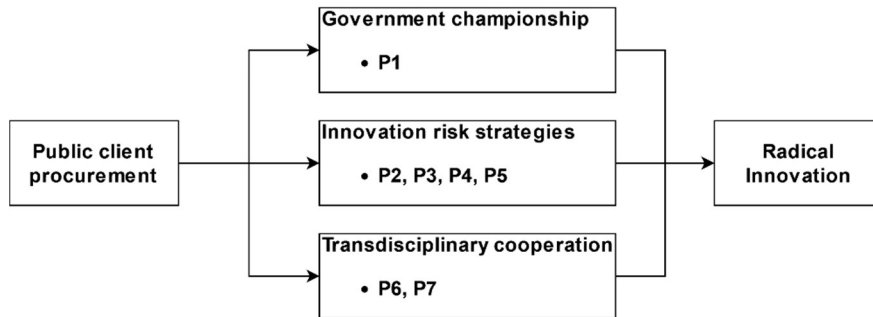 Government championship
• P1
Public client
procurement
Innovation risk strategies
• P2, P3, P4, P5
Radical
Innovation
Transdisciplinary cooperation
• P6, P7